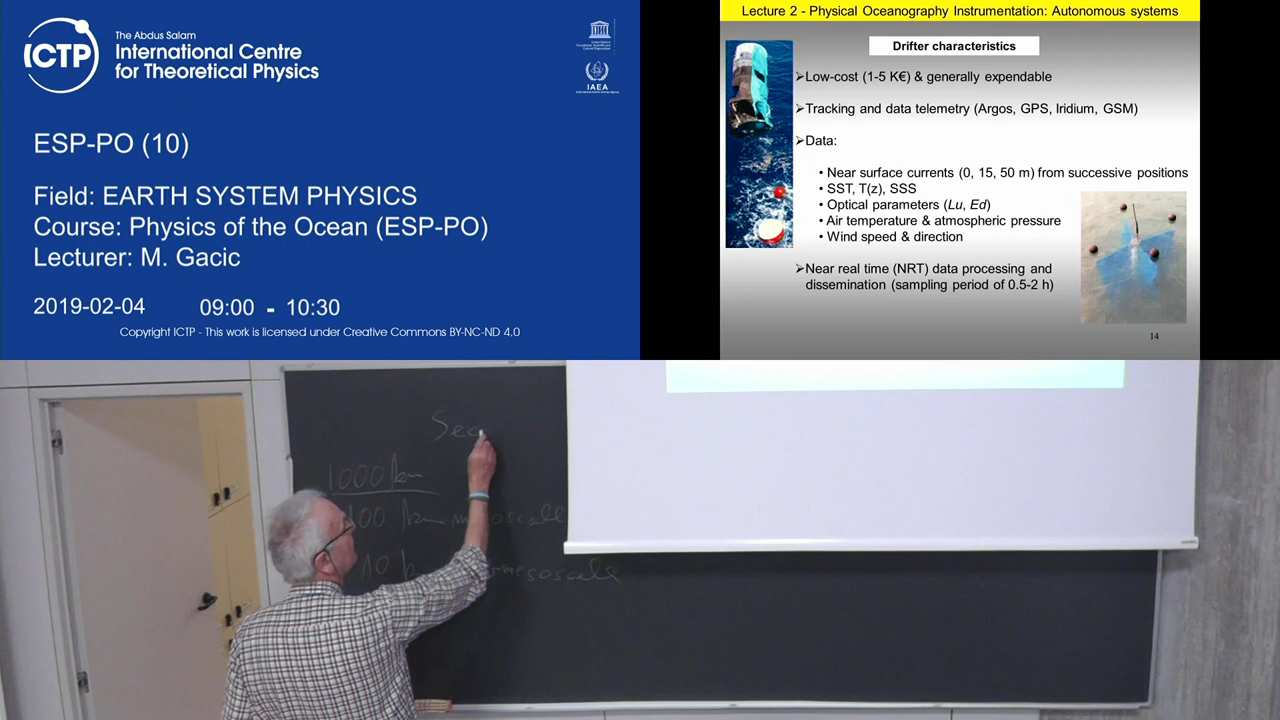 ICTP
The Abdus Salam
International Centre
for Theoretical Physics
IAEA
ESP-PO (10)
Field: EARTH SYSTEM PHYSICS
Course: Physics of the Ocean (ESP-PO)
Lecturer: M. Gacic
2019-02-04 09:00 - 10:30
Copyright ICTP - This work is licensed under Creative Commons BY-NC-ND 4.0
Lecture 2 - Physical Oceanography Instrumentation: Autonomous systems
Drifter characteristics
➢Low-cost (1-5 K€) & generally expendable
➢Tracking and data telemetry (Argos, GPS, Iridium, GSM)
➢Data:
• Near surface currents (0, 15, 50 m) from successive positions
• SST, T(z), SSS
• Optical parameters (Lu, Ed)
• Air temperature & atmospheric pressure
• Wind speed & direction
➢Near real time (NRT) data processing and
dissemination (sampling period of 0.5-2 h)
14
Sea
1000 km
100 km mesoscale
10 k